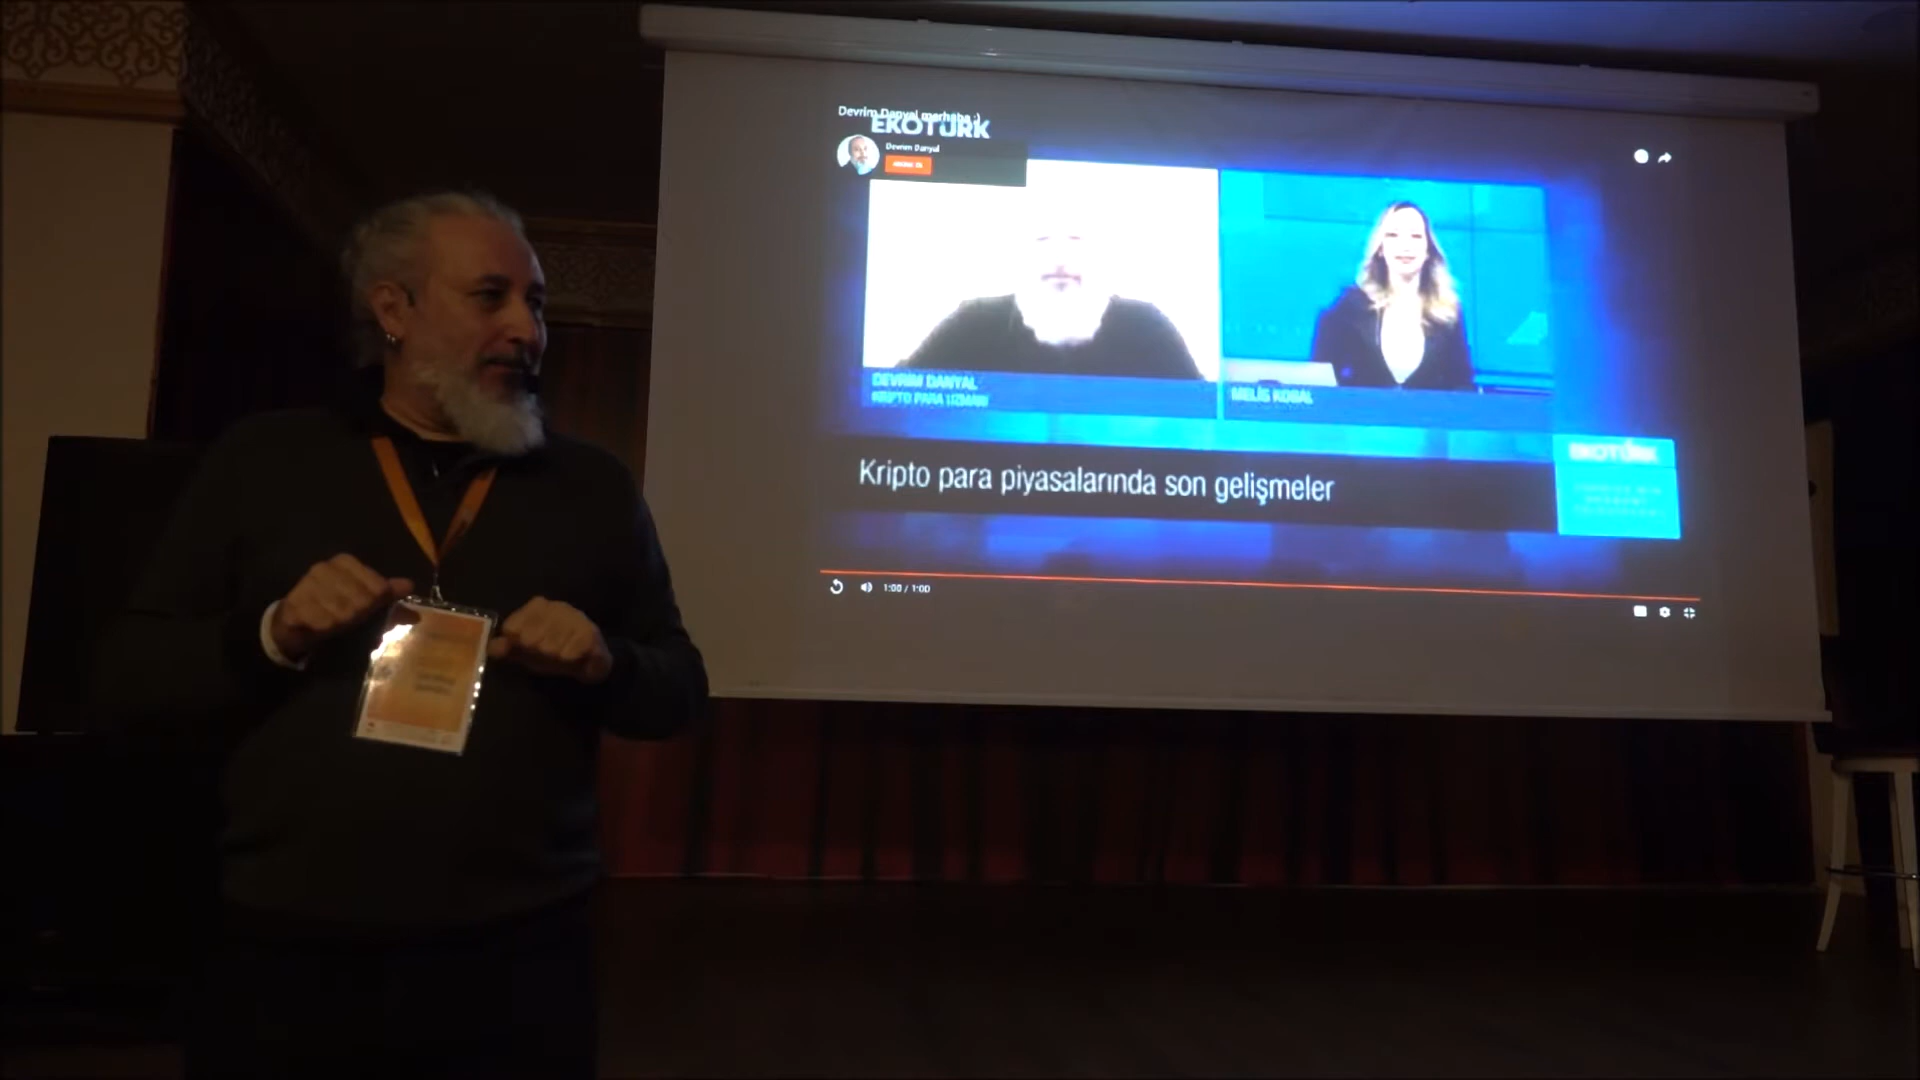 Devrim Danyal merhaba :)
EKOTÜRK
Devrim Danyal
DEVRİM DANYAL
KRİPTO PARA UZMANI
MELİS KOBAL
EKOTÜRK
Kripto para piyasalarında son gelişmeler
1:00 / 1:00